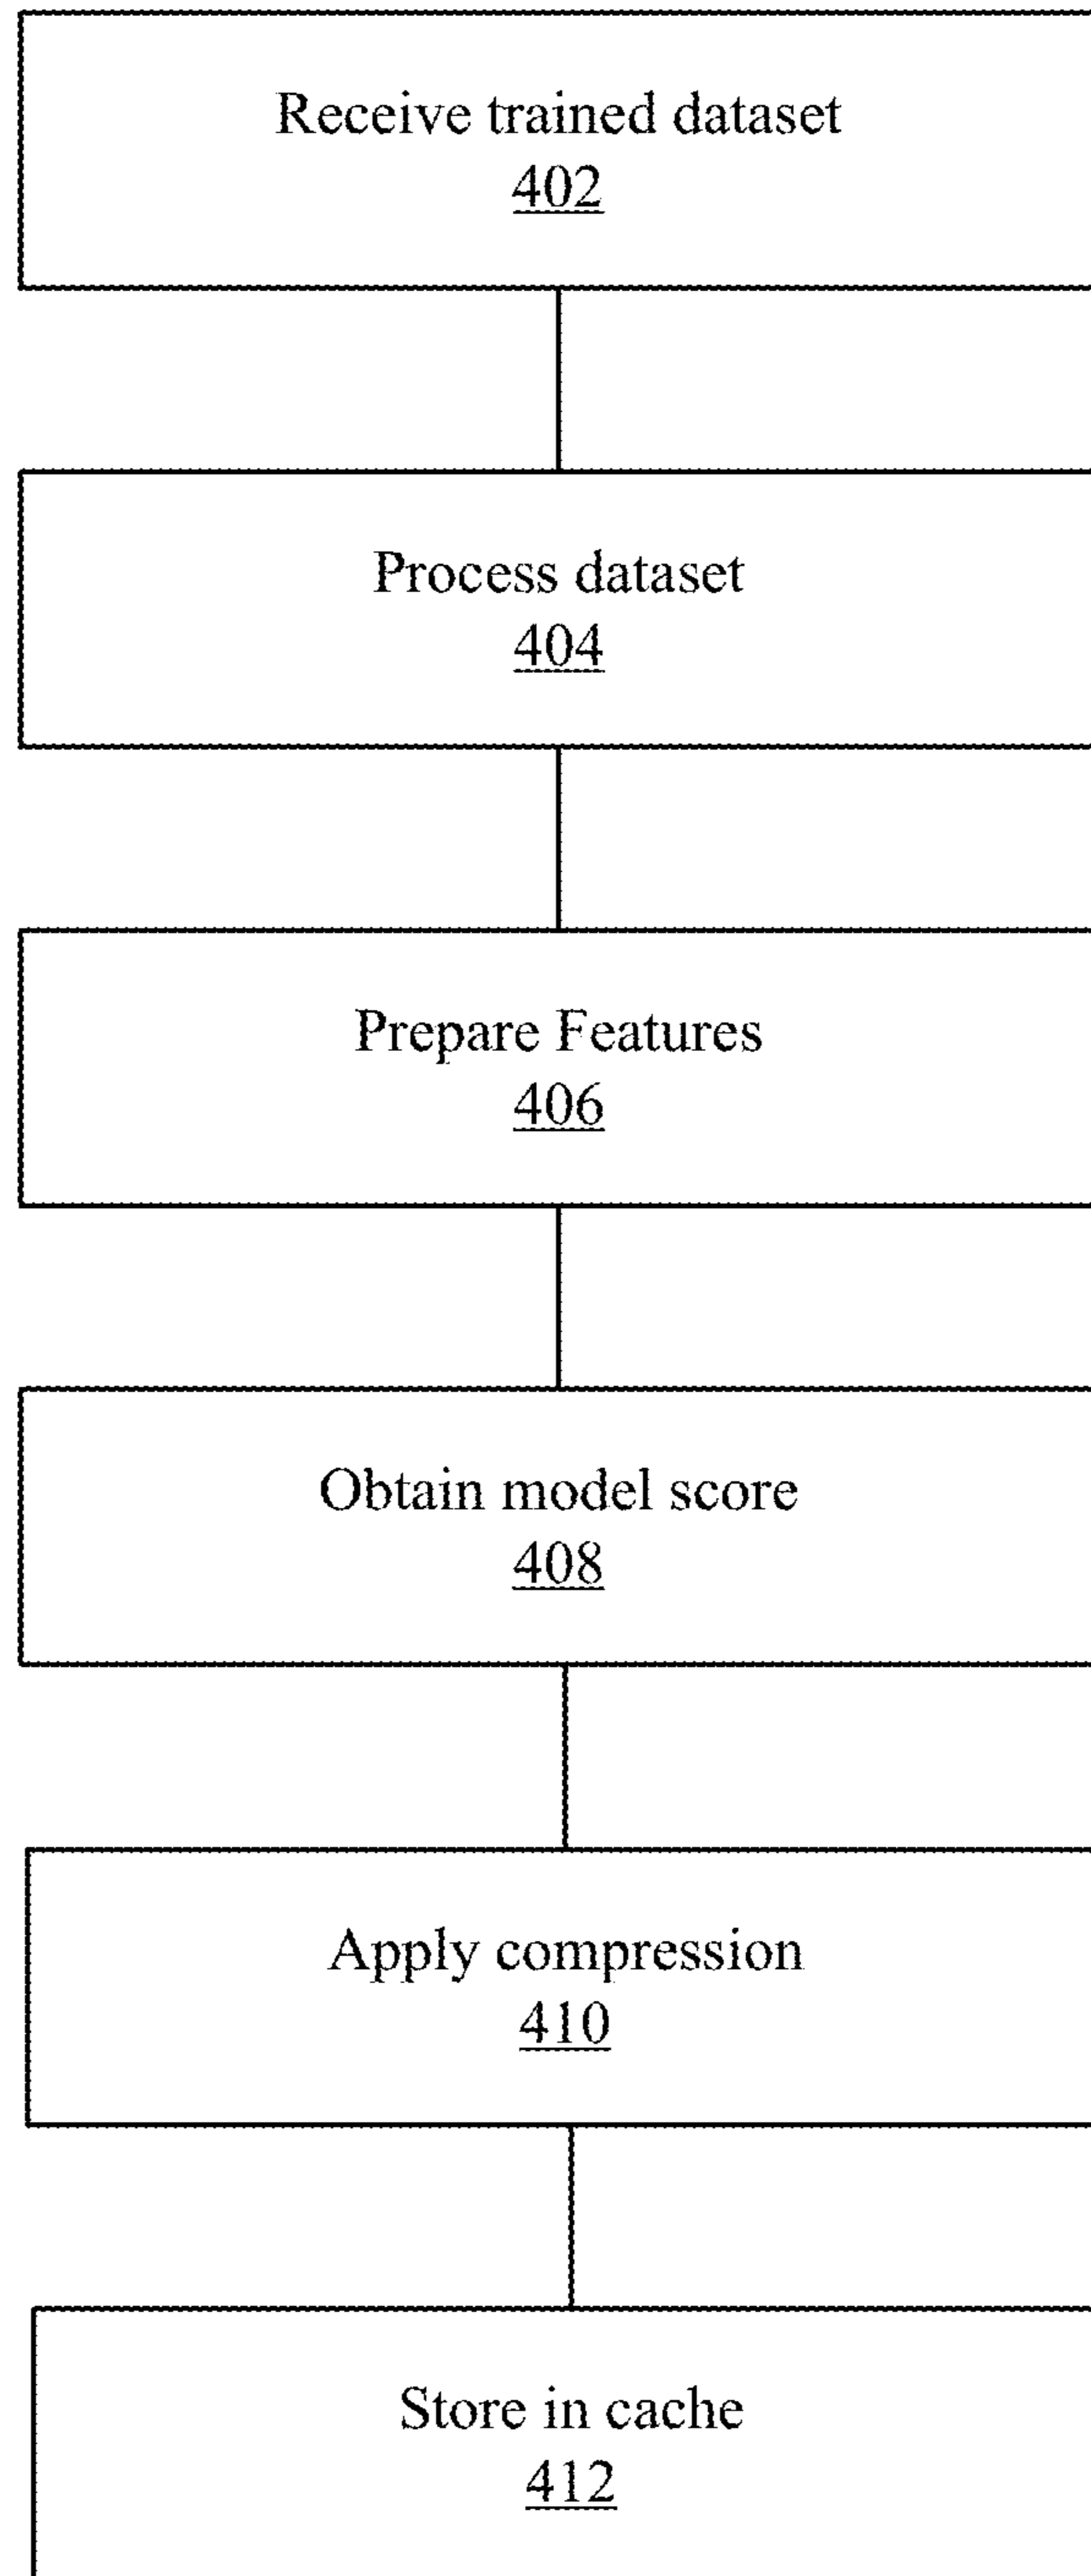 Receive trained dataset
402
Process dataset
404
Prepare Features
406
Obtain model score
408
Apply compression
410
Store in cache
412